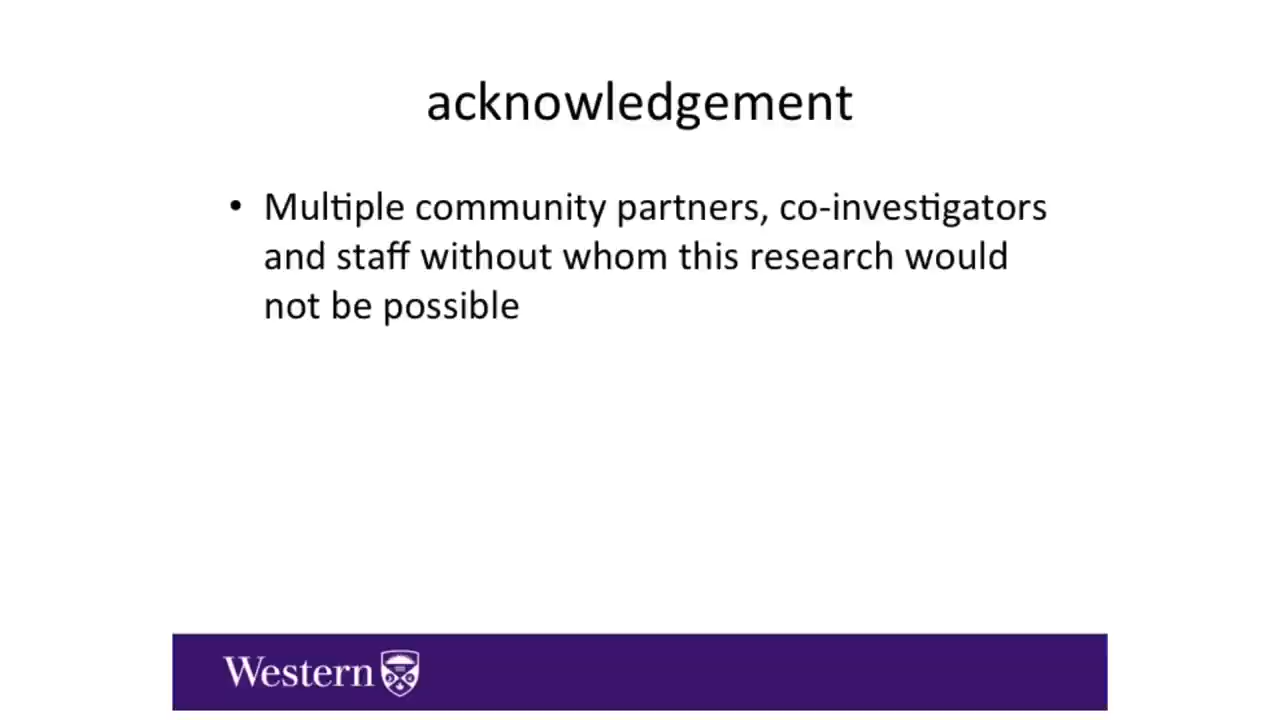 acknowledgement
• Multiple community partners, co-investigators
and staff without whom this research would
not be possible
Western